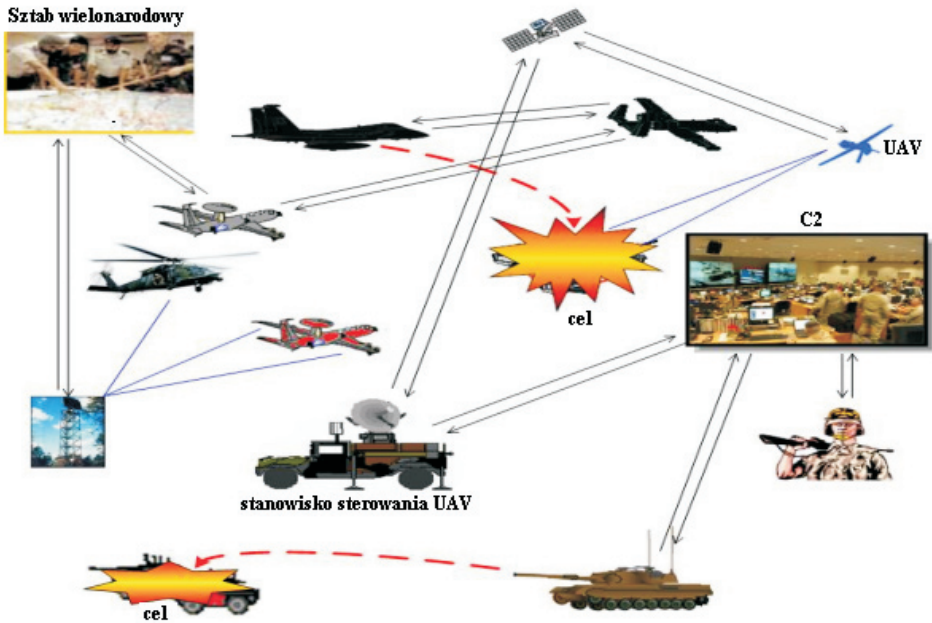 Sztab wielonarodowy
UAV
C2
cel
stanowisko sterowania UAV
cel